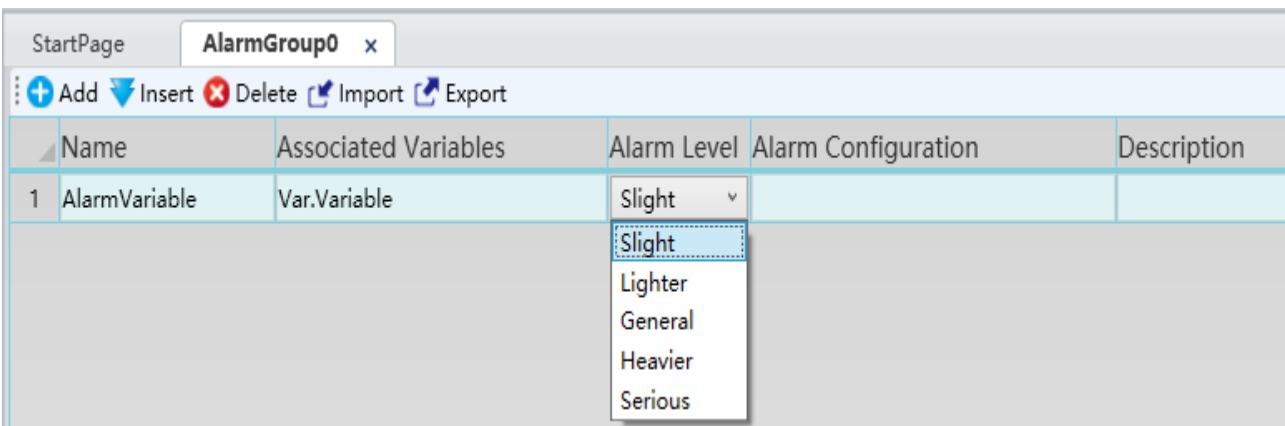 StartPage AlarmGroup0 x
Add Insert Delete Import Export
Name Associated Variables Alarm Level Alarm Configuration Description
1 AlarmVariable Var.Variable Slight
Slight
Lighter
General
Heavier
Serious